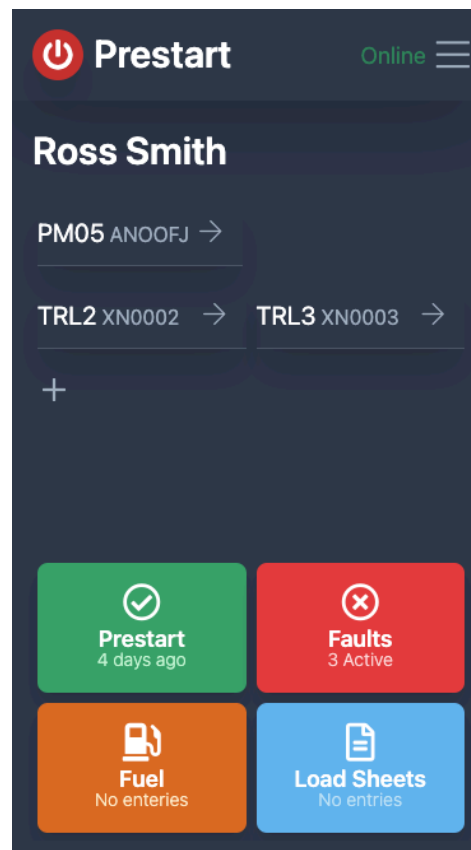 Prestart
Online
Ross Smith
PM05 ANOOFJ
TRL2 XN0002
TRL3 XN0003
Prestart
4 days ago
Faults
3 Active
Fuel
No enteries
Load Sheets
No entries